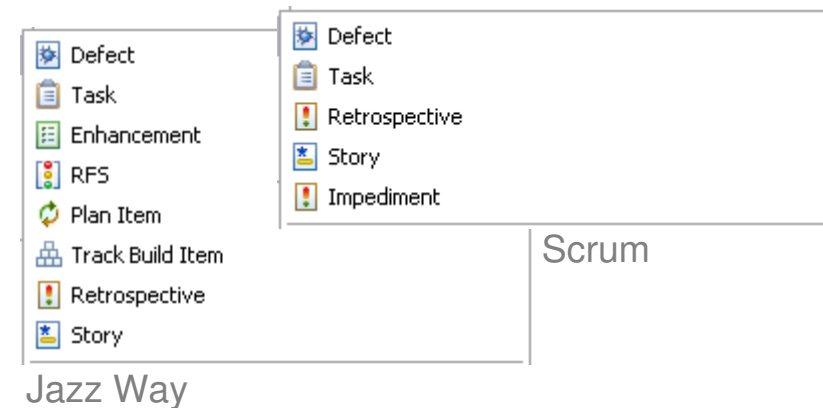 Defect
Task
Enhancement
RFS
Plan Item
Track Build Item
Retrospective
Story
Jazz Way
Defect
Task
Retrospective
Story
Impediment
Scrum